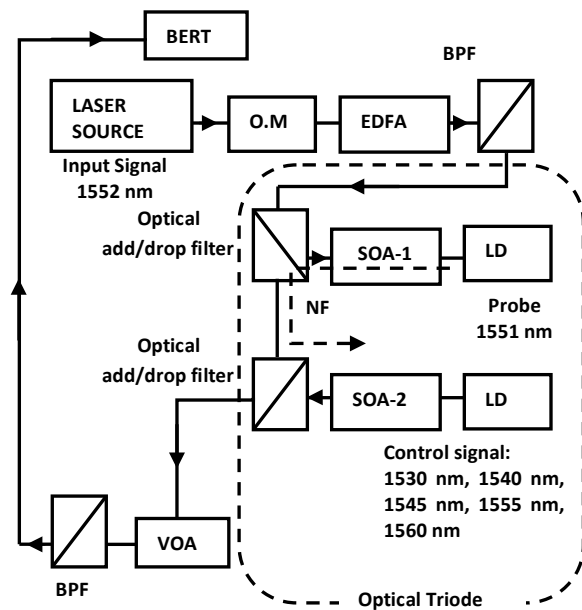 BERT
BPF
LASER
SOURCE
O.M
EDFA
Input Signal
1552 nm
Optical
add/drop filter
SOA-1
LD
NF
Probe
1551 nm
Optical
add/drop filter
SOA-2
LD
Control signal:
1530 nm, 1540 nm,
1545 nm, 1555 nm,
1560 nm
VOA
BPF
Optical Triode